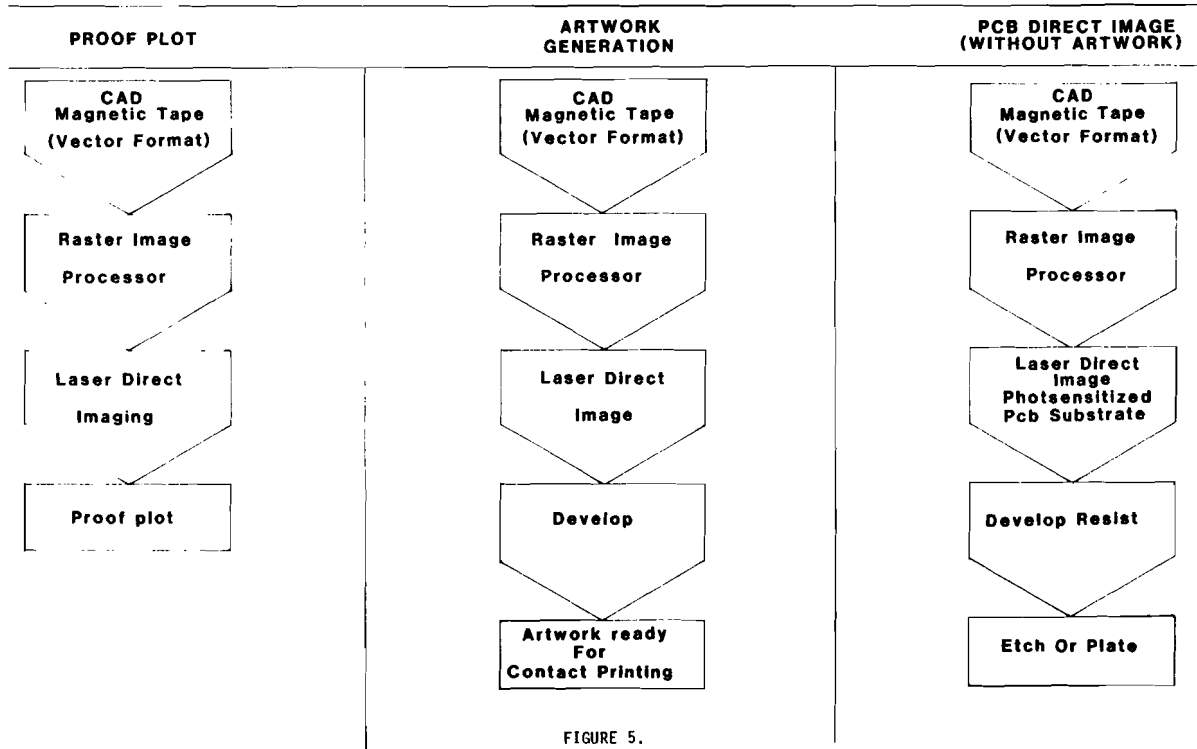 PROOF PLOT
CAD
Magnetic Tape
(Vector Format)
Raster Image
Processor
Laser Direct
Imaging
Proof plot
ARTWORK
GENERATION
CAD
Magnetic Tape
(Vector Format)
Raster Image
Processor
Laser Direct
Image
Develop
Artwork ready
For
Contact Printing
PCB DIRECT IMAGE
(WITHOUT ARTWORK)
CAD
Magnetic Tape
(Vector Format)
Raster Image
Processor
Laser Direct
Image
Photsensitized
Pcb Substrate
Develop Resist
Etch Or Plate
FIGURE 5.